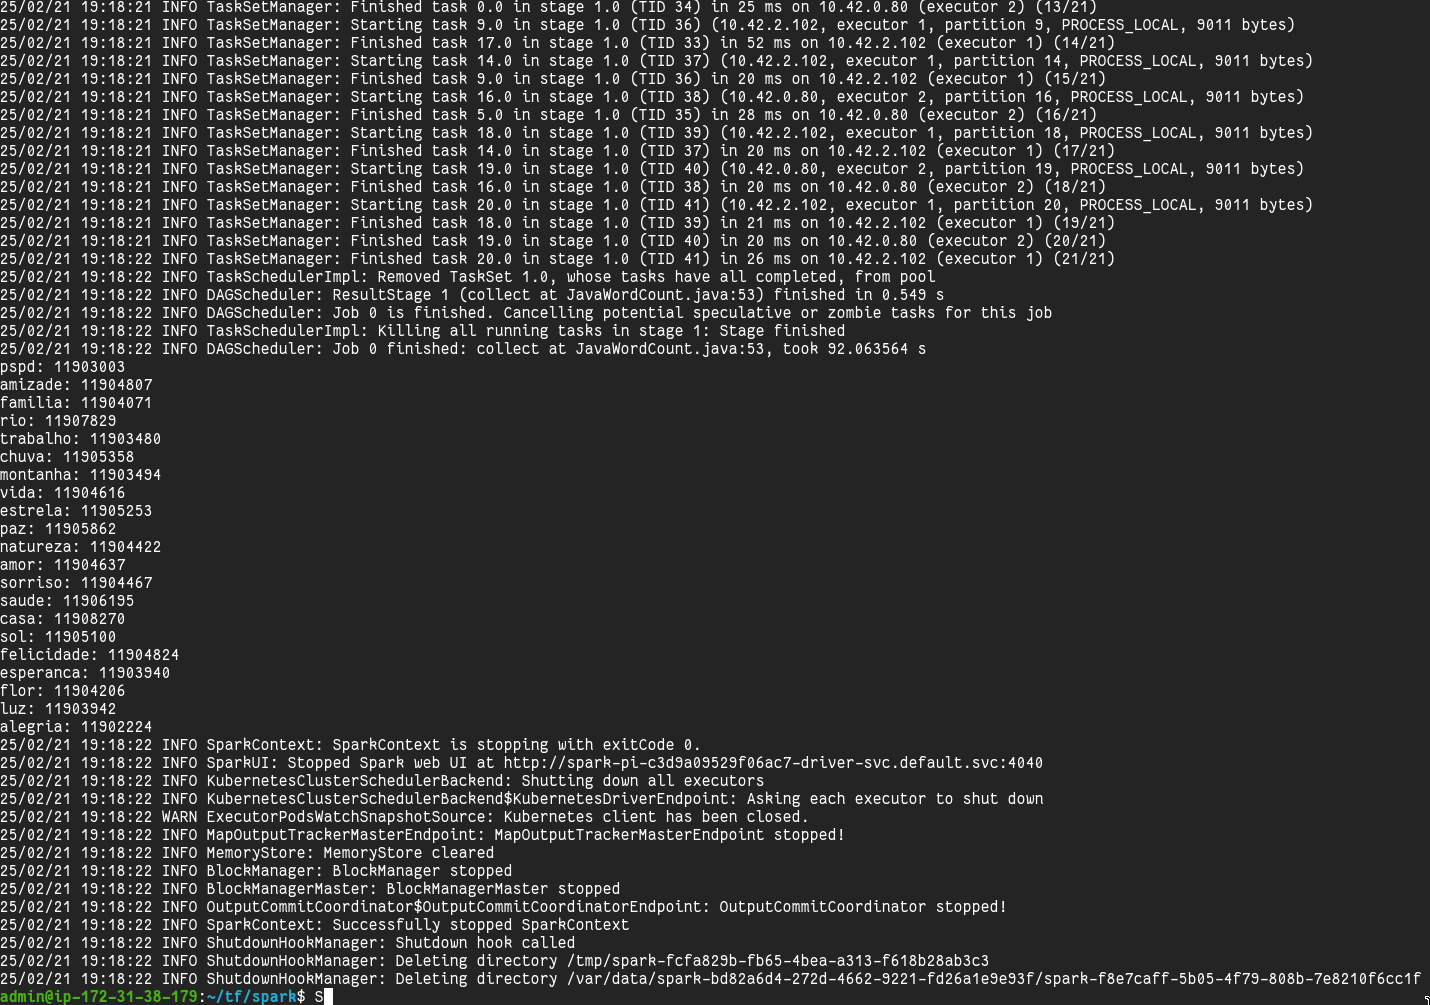 25/02/21 19:18:21 INFO TaskSetManager: Finished task 0.0 in stage 1.0 (TID 34) in 25 ms on 10.42.0.80 (executor 2) (13/21)
25/02/21 19:18:21 INFO TaskSetManager: Starting task 9.0 in stage 1.0 (TID 36) (10.42.2.102, executor 1, partition 9, PROCESS_LOCAL, 9011 bytes)
25/02/21 19:18:21 INFO TaskSetManager: Finished task 17.0 in stage 1.0 (TID 33) in 52 ms on 10.42.2.102 (executor 1) (14/21)
25/02/21 19:18:21 INFO TaskSetManager: Starting task 14.0 in stage 1.0 (TID 37) (10.42.2.102, executor 1, partition 14, PROCESS_LOCAL, 9011 bytes)
25/02/21 19:18:21 INFO TaskSetManager: Finished task 9.0 in stage 1.0 (TID 36) in 20 ms on 10.42.2.102 (executor 1) (15/21)
25/02/21 19:18:21 INFO TaskSetManager: Starting task 16.0 in stage 1.0 (TID 38) (10.42.0.80, executor 2, partition 16, PROCESS_LOCAL, 9011 bytes)
25/02/21 19:18:21 INFO TaskSetManager: Finished task 5.0 in stage 1.0 (TID 35) in 28 ms on 10.42.0.80 (executor 2) (16/21)
25/02/21 19:18:21 INFO TaskSetManager: Starting task 18.0 in stage 1.0 (TID 39) (10.42.2.102, executor 1, partition 18, PROCESS_LOCAL, 9011 bytes)
25/02/21 19:18:21 INFO TaskSetManager: Finished task 14.0 in stage 1.0 (TID 37) in 20 ms on 10.42.2.102 (executor 1) (17/21)
25/02/21 19:18:21 INFO TaskSetManager: Starting task 19.0 in stage 1.0 (TID 40) (10.42.0.80, executor 2, partition 19, PROCESS_LOCAL, 9011 bytes)
25/02/21 19:18:21 INFO TaskSetManager: Finished task 16.0 in stage 1.0 (TID 38) in 20 ms on 10.42.0.80 (executor 2) (18/21)
25/02/21 19:18:21 INFO TaskSetManager: Starting task 20.0 in stage 1.0 (TID 41) (10.42.2.102, executor 1, partition 20, PROCESS_LOCAL, 9011 bytes)
25/02/21 19:18:21 INFO TaskSetManager: Finished task 18.0 in stage 1.0 (TID 39) in 21 ms on 10.42.2.102 (executor 1) (19/21)
25/02/21 19:18:21 INFO TaskSetManager: Finished task 19.0 in stage 1.0 (TID 40) in 20 ms on 10.42.0.80 (executor 2) (20/21)
25/02/21 19:18:22 INFO TaskSetManager: Finished task 20.0 in stage 1.0 (TID 41) in 26 ms on 10.42.2.102 (executor 1) (21/21)
25/02/21 19:18:22 INFO TaskSchedulerImpl: Removed TaskSet 1.0, whose tasks have all completed, from pool
25/02/21 19:18:22 INFO DAGScheduler: ResultStage 1 (collect at JavaWordCount.java:53) finished in 0.549 s
25/02/21 19:18:22 INFO DAGScheduler: Job 0 is finished. Cancelling potential speculative or zombie tasks for this job
25/02/21 19:18:22 INFO TaskSchedulerImpl: Killing all running tasks in stage 1: Stage finished
25/02/21 19:18:22 INFO DAGScheduler: Job 0 finished: collect at JavaWordCount.java:53, took 92.063564 s
pspd: 11903003
amizade: 11904807
familia: 11904071
rio: 11907829
trabalho: 11903480
chuva: 11905358
montanha: 11903494
vida: 11904616
estrela: 11905253
paz: 11905862
natureza: 11904422
amor: 11904637
sorriso: 11904467
saude: 11906195
casa: 11908270
sol: 11905100
felicidade: 11904824
esperanca: 11903940
flor: 11904206
luz: 11903942
alegria: 11902224
25/02/21 19:18:22 INFO SparkContext: SparkContext is stopping with exitCode 0.
25/02/21 19:18:22 INFO SparkUI: Stopped Spark web UI at http://spark-pi-c3d9a09529f06ac7-driver-svc.default.svc:4040
25/02/21 19:18:22 INFO KubernetesClusterSchedulerBackend: Shutting down all executors
25/02/21 19:18:22 INFO KubernetesClusterSchedulerBackend$KubernetesDriverEndpoint: Asking each executor to shut down
25/02/21 19:18:22 WARN ExecutorPodsWatchSnapshotSource: Kubernetes client has been closed.
25/02/21 19:18:22 INFO MapOutputTrackerMasterEndpoint: MapOutputTrackerMasterEndpoint stopped!
25/02/21 19:18:22 INFO MemoryStore: MemoryStore cleared
25/02/21 19:18:22 INFO BlockManager: BlockManager stopped
25/02/21 19:18:22 INFO BlockManagerMaster: BlockManagerMaster stopped
25/02/21 19:18:22 INFO OutputCommitCoordinator$OutputCommitCoordinatorEndpoint: OutputCommitCoordinator stopped!
25/02/21 19:18:22 INFO SparkContext: Successfully stopped SparkContext
25/02/21 19:18:22 INFO ShutdownHookManager: Shutdown hook called
25/02/21 19:18:22 INFO ShutdownHookManager: Deleting directory /tmp/spark-fcfa829b-fb65-4bea-a313-f618b28ab3c3
25/02/21 19:18:22 INFO ShutdownHookManager: Deleting directory /var/data/spark-bd82a6d4-272d-4662-9221-fd26a1e9e93f/spark-f8e7caff-5b05-4f79-808b-7e8210f6cc1f
admin@ip-172-31-38-179:~/tf/spark$ S